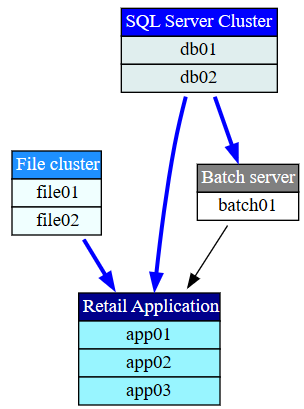 SQL Server Cluster
db01
db02
File cluster
file01
file02
Batch server
batch01
Retail Application
app01
app02
app03